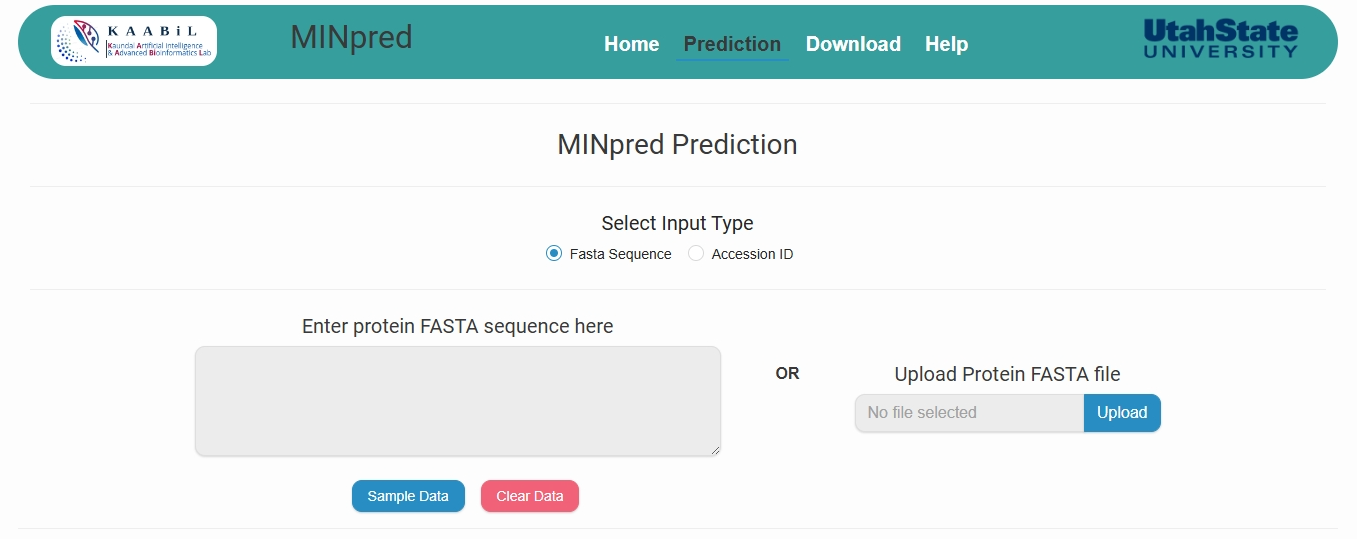 KAABiL
Kaundal Artificial Intelligence
& Advanced Bioinformatics Lab
MINpred
Home Prediction Download Help
UtahState
UNIVERSITY
MINpred Prediction
Select Input Type
Fasta Sequence Accession ID
Enter protein FASTA sequence here
OR
Upload Protein FASTA file
No file selected Upload
Sample Data Clear Data